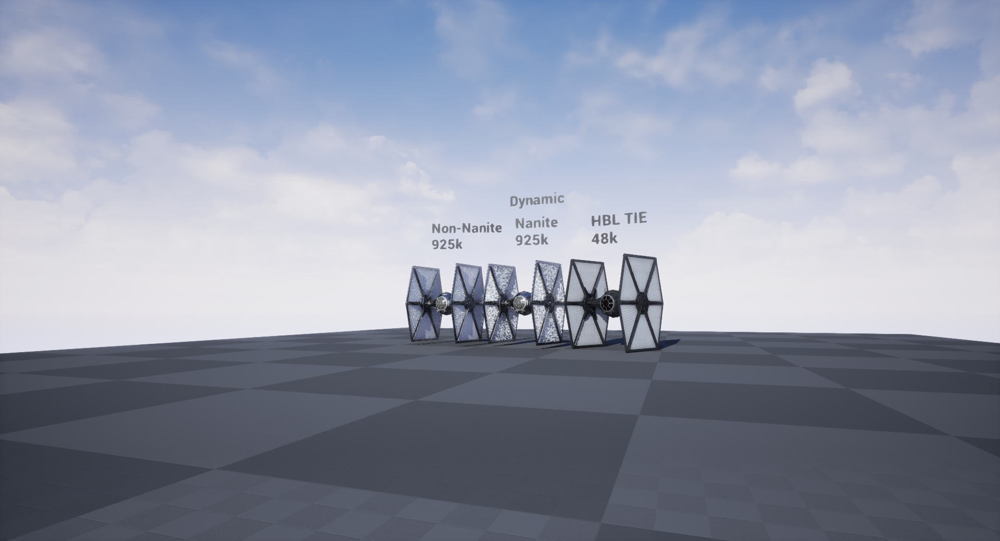 Non-Nanite
925k
Dynamic
Nanite
925k
HBL TIE
48k